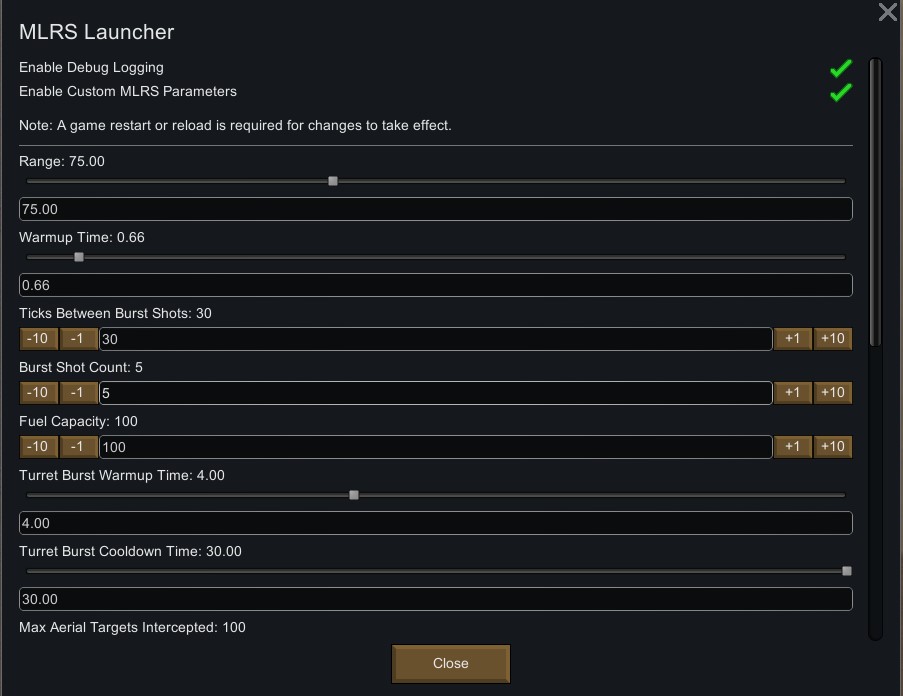 MLRS Launcher
Enable Debug Logging
Enable Custom MLRS Parameters
Note: A game restart or reload is required for changes to take effect.
Range: 75.00
75.00
Warmup Time: 0.66
0.66
Ticks Between Burst Shots: 30
-10 -1 30 +1 +10
Burst Shot Count: 5
-10 -1 5 +1 +10
Fuel Capacity: 100
-10 -1 100 +1 +10
Turret Burst Warmup Time: 4.00
4.00
Turret Burst Cooldown Time: 30.00
30.00
Max Aerial Targets Intercepted: 100
Close